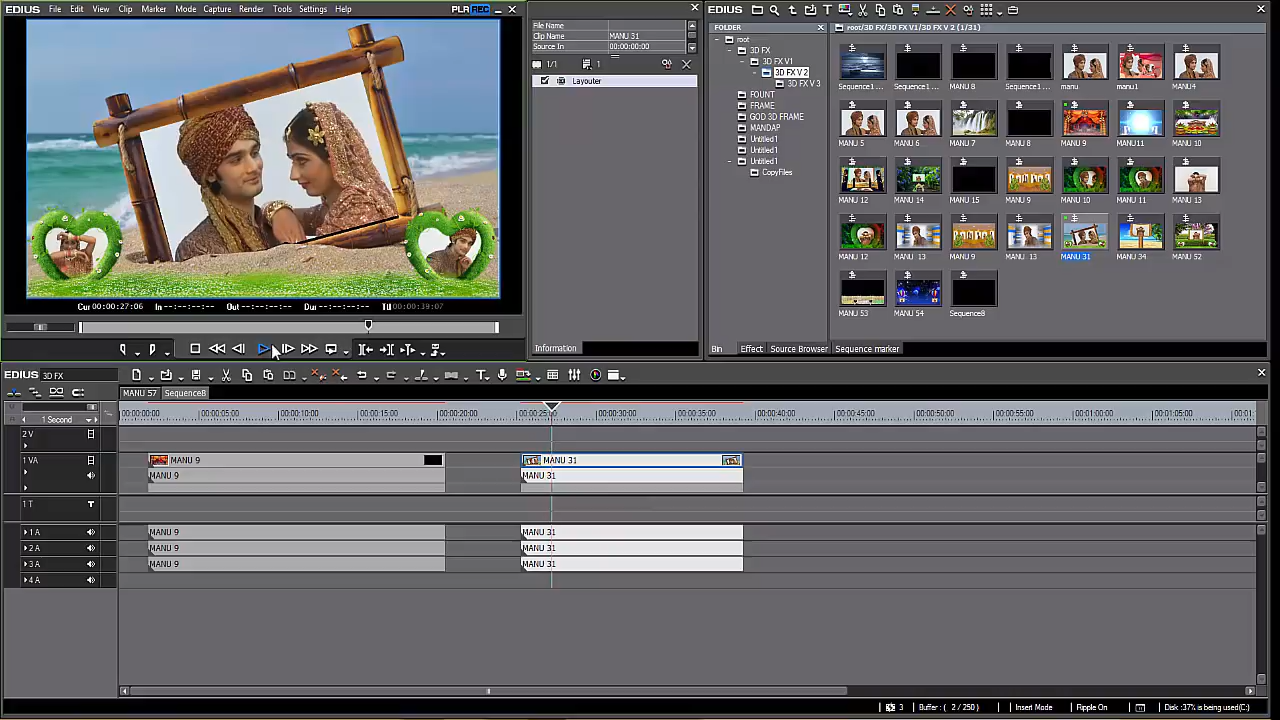 EDIUS File Edit View Clip Marker Mode Capture Render Tools Settings Help PLR REC
File Name
Clip Name MANU 31
Source In 00:00:00:00
1/1 1
Layouter
Information
Cur 00:00:27:06 In --:--:--:-- Out --:--:--:-- Dur --:--:--:-- Ttl 00:00:39:07
EDIUS
FOLDER
root
3D FX
3D FX V1
3D FX V 2
3D FX V 3
FOUNT
FRAME
GOD 3D FRAME
MANDAP
Untitled1
Untitled1
Untitled1
CopyFiles
root/3D FX/3D FX V1/3D FX V 2 (1/31)
Sequence1 ... Sequence1 ... MANU 8 Sequence1 ... manu manu1 MANU4
MANU 5 MANU 6 MANU 7 MANU 8 MANU 9 MANU11 MANU 10
MANU 12 MANU 14 MANU 15 MANU 9 MANU 10 MANU 11 MANU 13
MANU 12 MANU 13 MANU 9 MANU 13 MANU 31 MANU 34 MANU 52
MANU 53 MANU 54 Sequence8
Bin Effect Source Browser Sequence marker
EDIUS 3D FX
MANU 57 Sequence8
1 Second
00:00:00:00 00:00:05:00 00:00:10:00 00:00:15:00 00:00:20:00 00:00:25:00 00:00:30:00 00:00:35:00 00:00:40:00 00:00:45:00 00:00:50:00 00:00:55:00 00:01:00:00 00:01:05:00 00:01:
2 V
1 VA MANU 9 MANU 31
MANU 9 MANU 31
1 T T
1 A MANU 9 MANU 31
2 A MANU 9 MANU 31
3 A MANU 9 MANU 31
4 A
3 Buffer : ( 2 / 250 ) Insert Mode Ripple On Disk :37% is being used(C:)